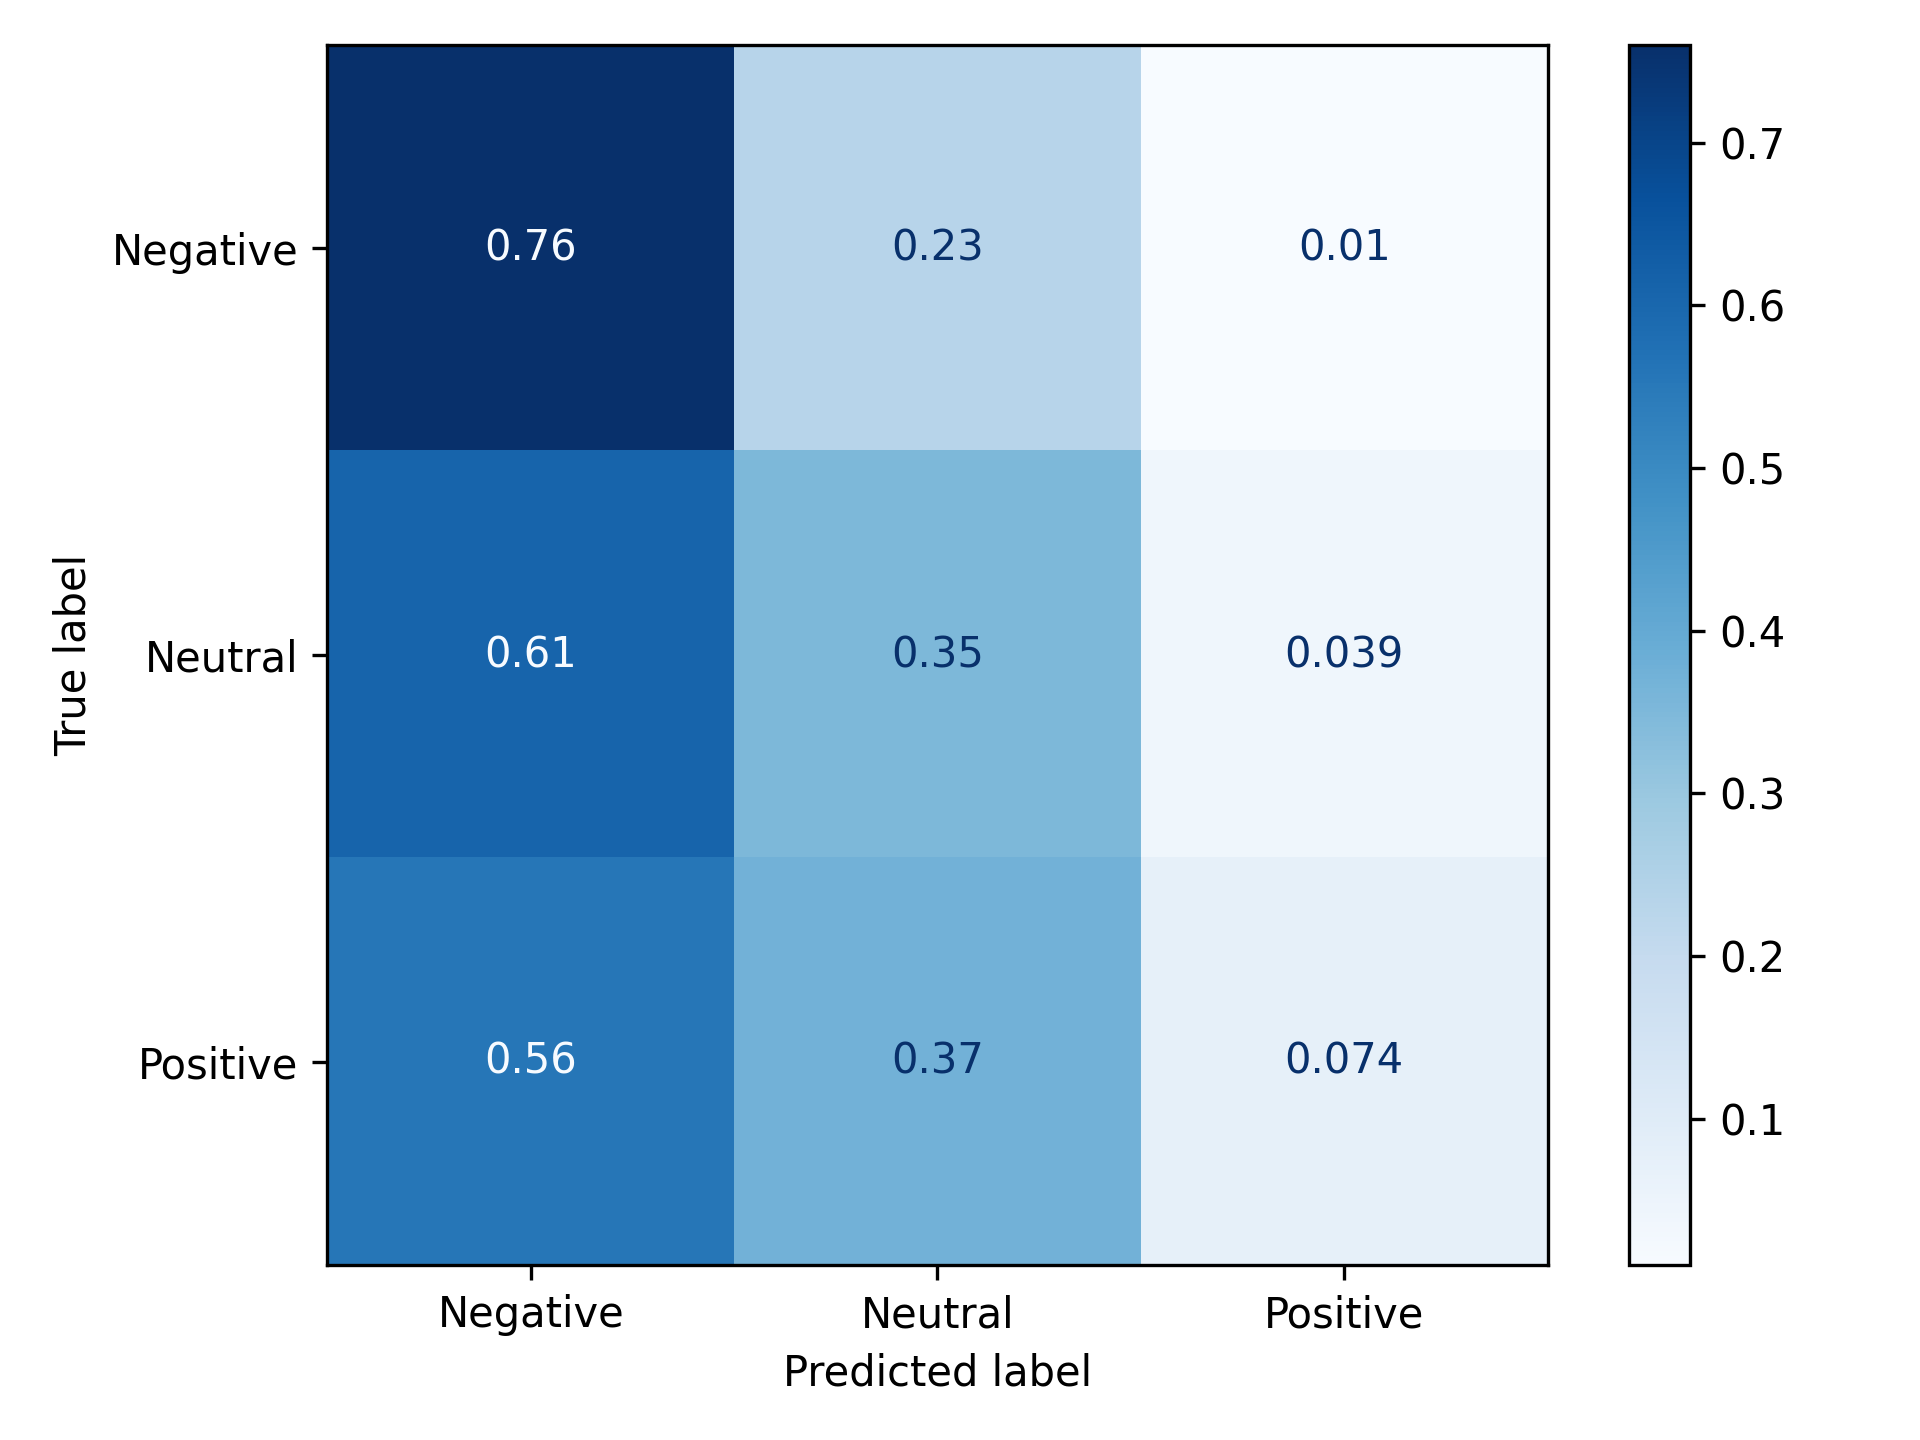 Negative 0.76 0.23 0.01
Neutral 0.61 0.35 0.039
Positive 0.56 0.37 0.074
True label
Negative Neutral Positive
Predicted label
0.7
0.6
0.5
0.4
0.3
0.2
0.1